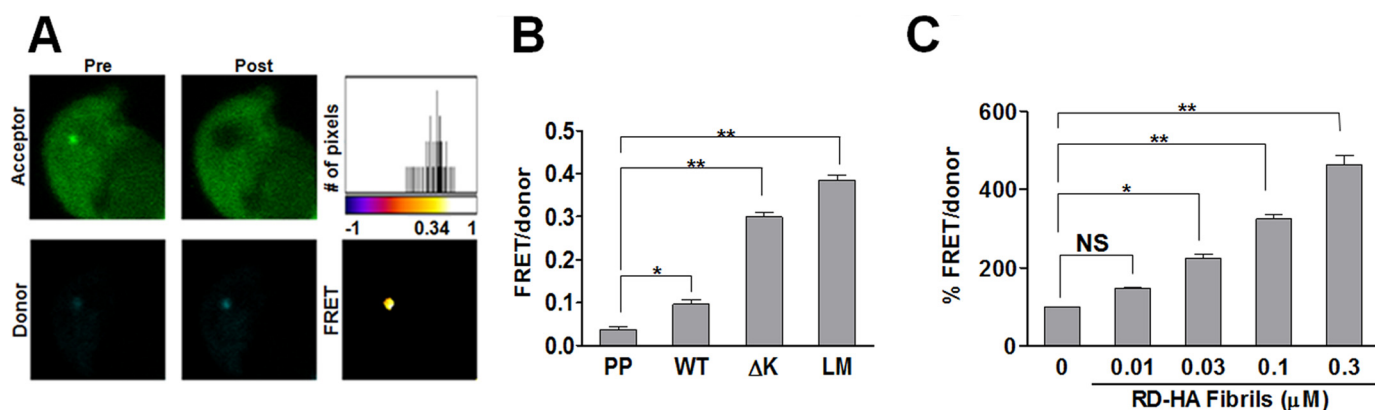 A
Pre
Post
Acceptor
# of pixels
-1
0.34
1
Donor
FRET
B
FRET/donor
0.5
0.4
0.3
0.2
0.1
0.0
**
**
*
PP
WT
ΔK
LM
C
% FRET/donor
600
400
200
0
**
**
*
NS
0
0.01
0.03
0.1
0.3
RD-HA Fibrils (μM)